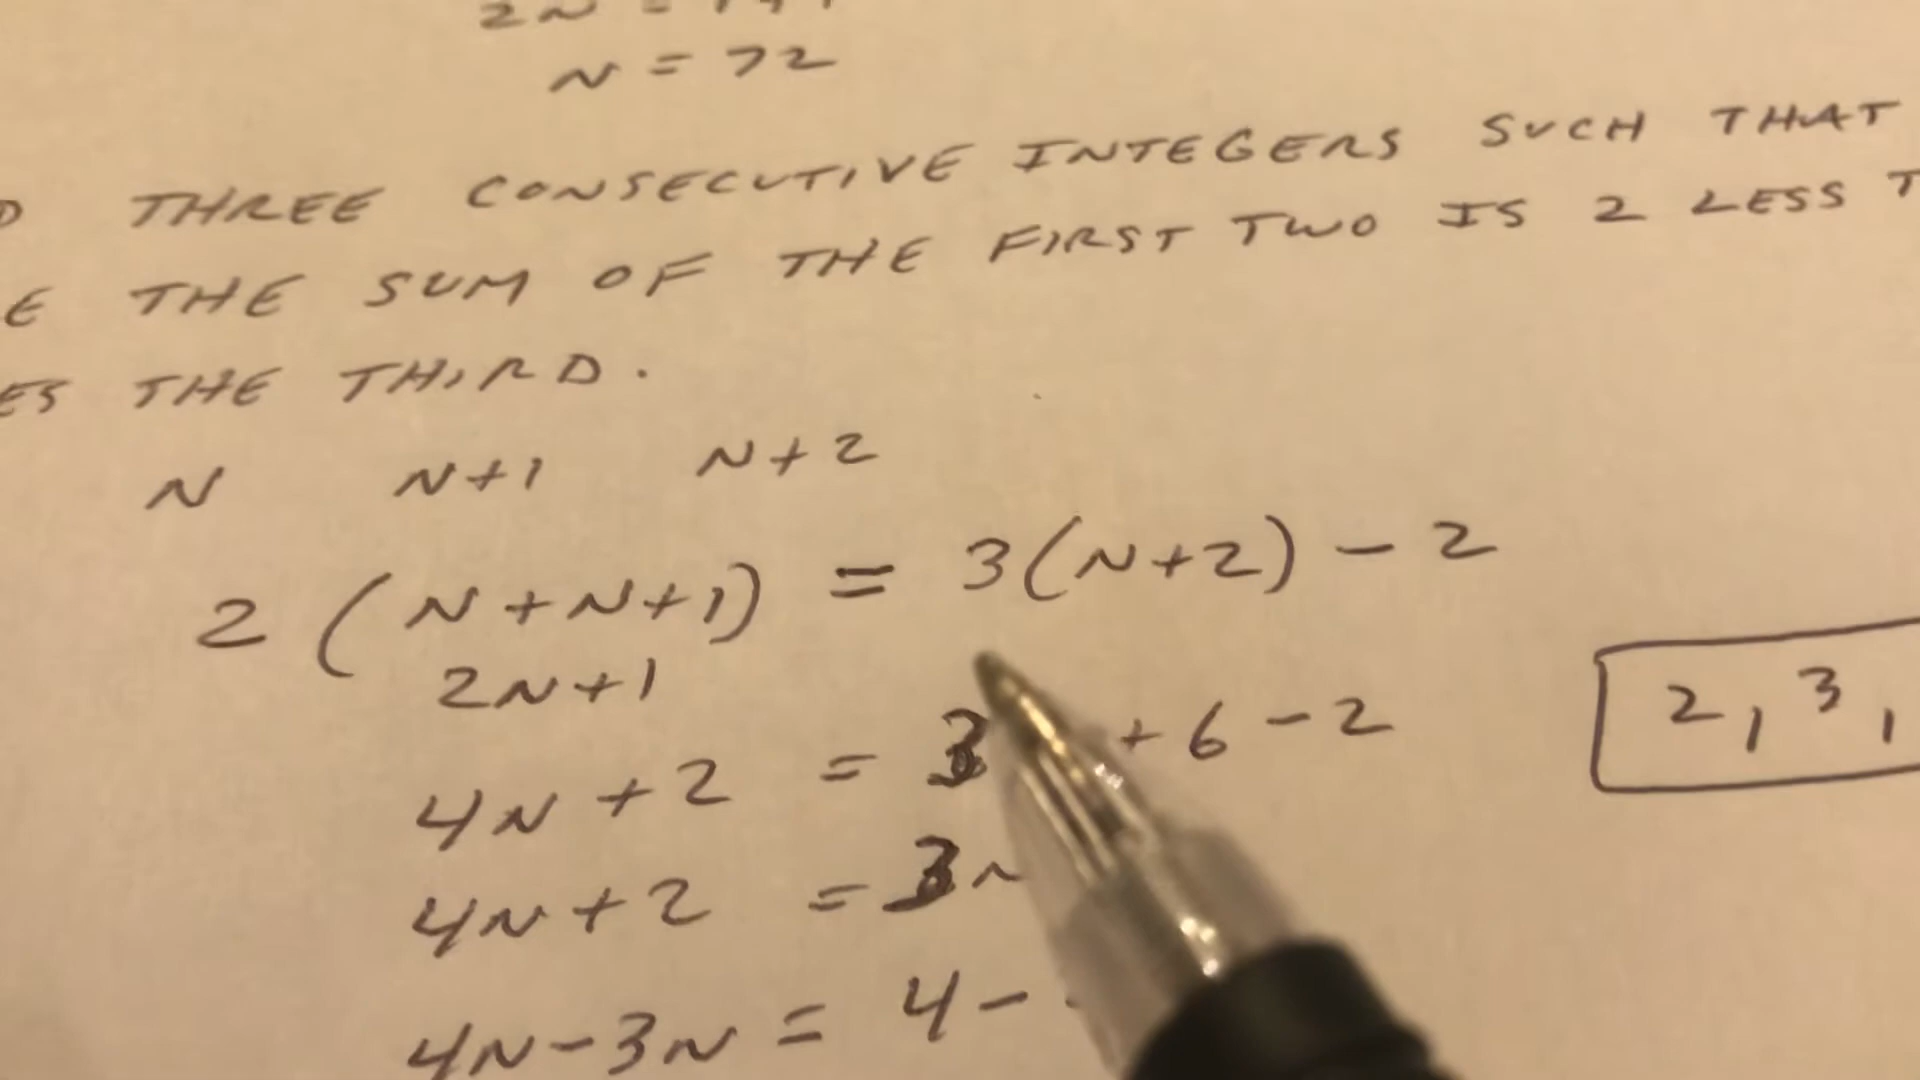 N = 72
THREE CONSECUTIVE INTEGERS SUCH THAT
THE SUM OF THE FIRST TWO IS 2 LESS
THE THIRD.
N N+1 N+2
2 (N+N+1) = 3(N+2) - 2
2N+1
4N+2 = 3 +6-2
2, 3,
4N+2 = 3N
4N-3N = 4-